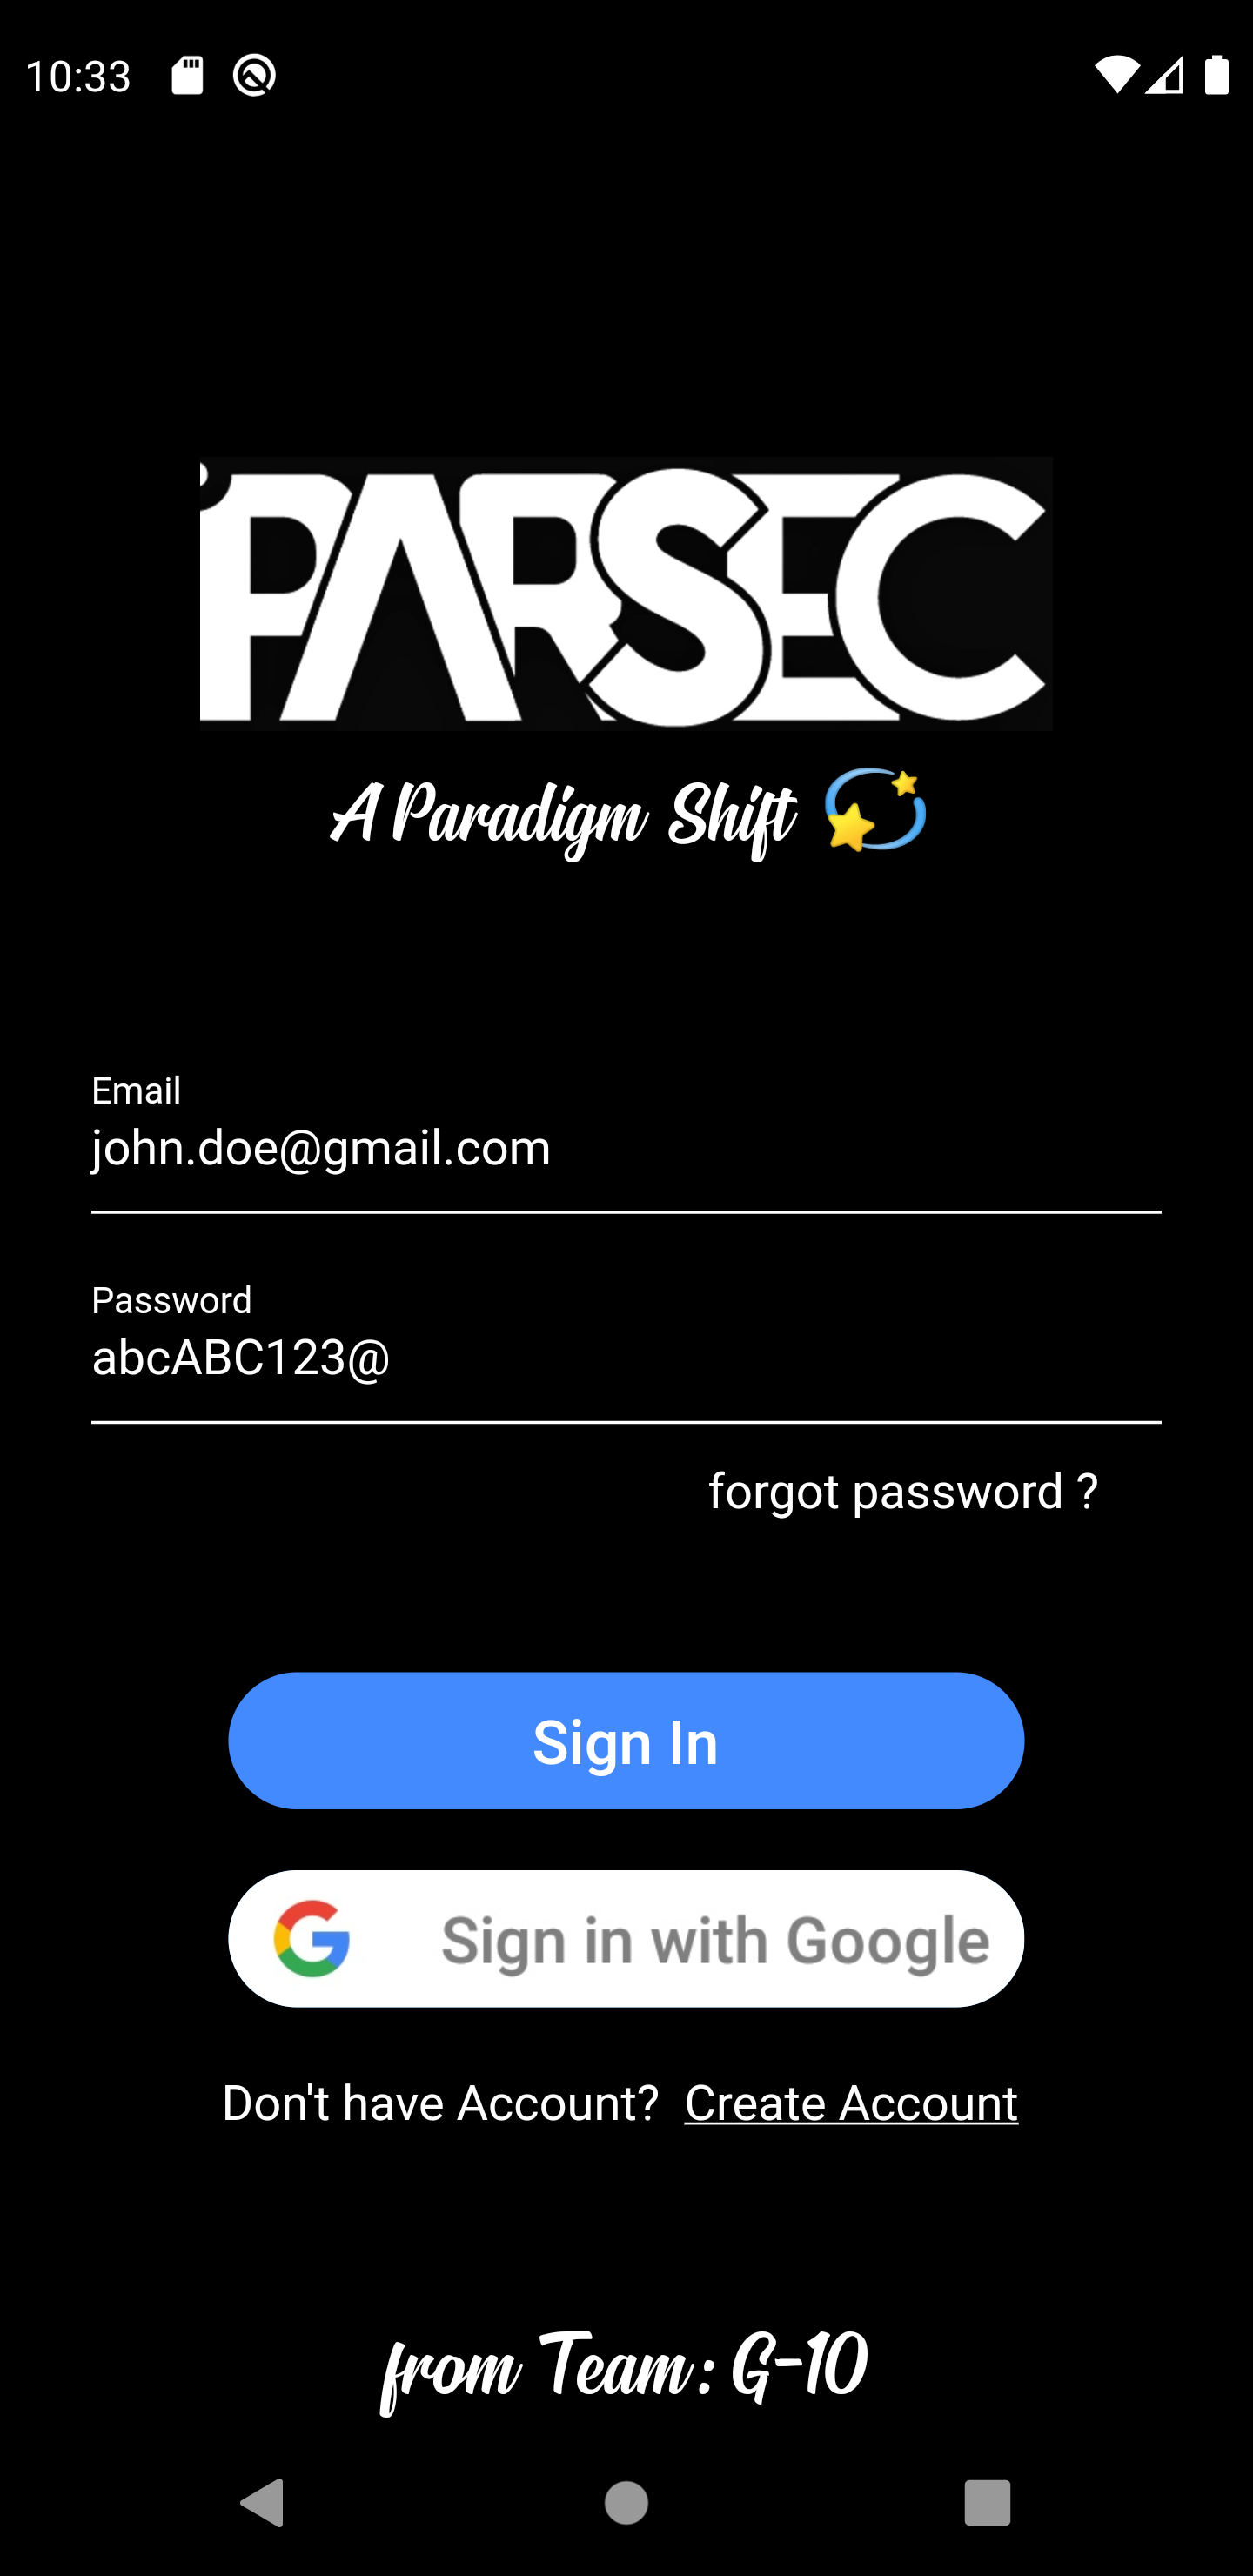 10:33
PARSEC
A Paradigm Shift 💫
Email
john.doe@gmail.com
Password
abcABC123@
forgot password ?
Sign In
Sign in with Google
Don't have Account? Create Account
from Team: G-10